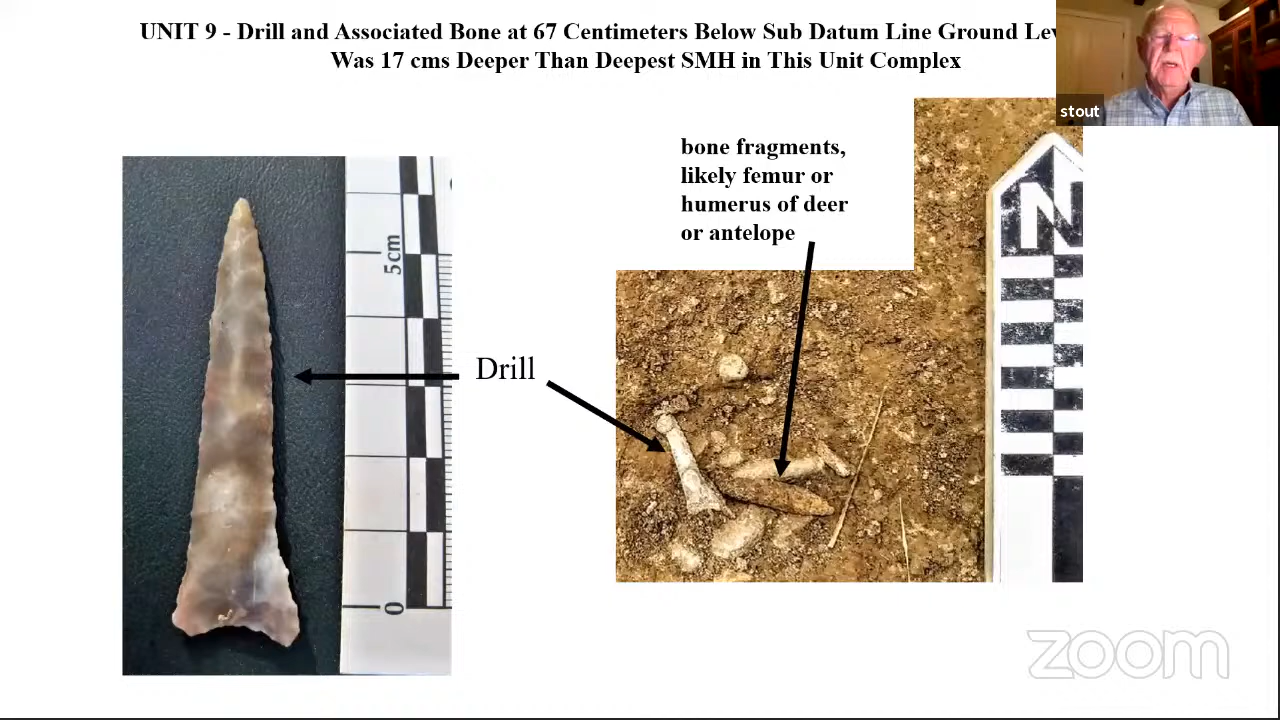 UNIT 9 - Drill and Associated Bone at 67 Centimeters Below Sub Datum Line Ground
Was 17 cms Deeper Than Deepest SMH in This Unit Complex
stout
bone fragments,
likely femur or
humerus of deer
or antelope
N
5cm
Drill
0
zoom